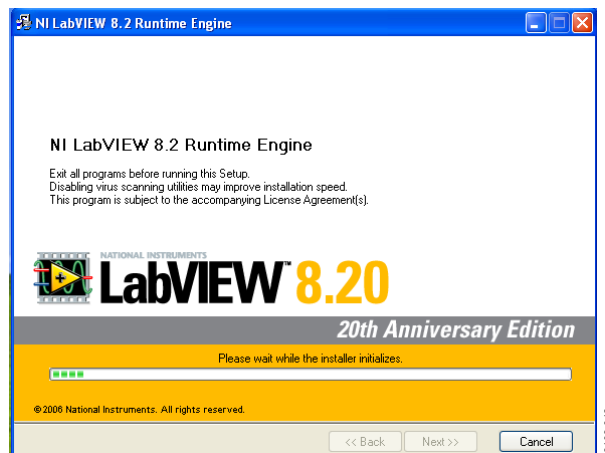 NI LabVIEW 8.2 Runtime Engine
NI LabVIEW 8.2 Runtime Engine
Exit all programs before running this Setup.
Disabling virus scanning utilities may improve installation speed.
This program is subject to the accompanying License Agreement(s).
NATIONAL INSTRUMENTS
LabVIEW™ 8.20
20th Anniversary Edition
Please wait while the installer initializes.
©2006 National Instruments. All rights reserved.
<< Back Next >> Cancel